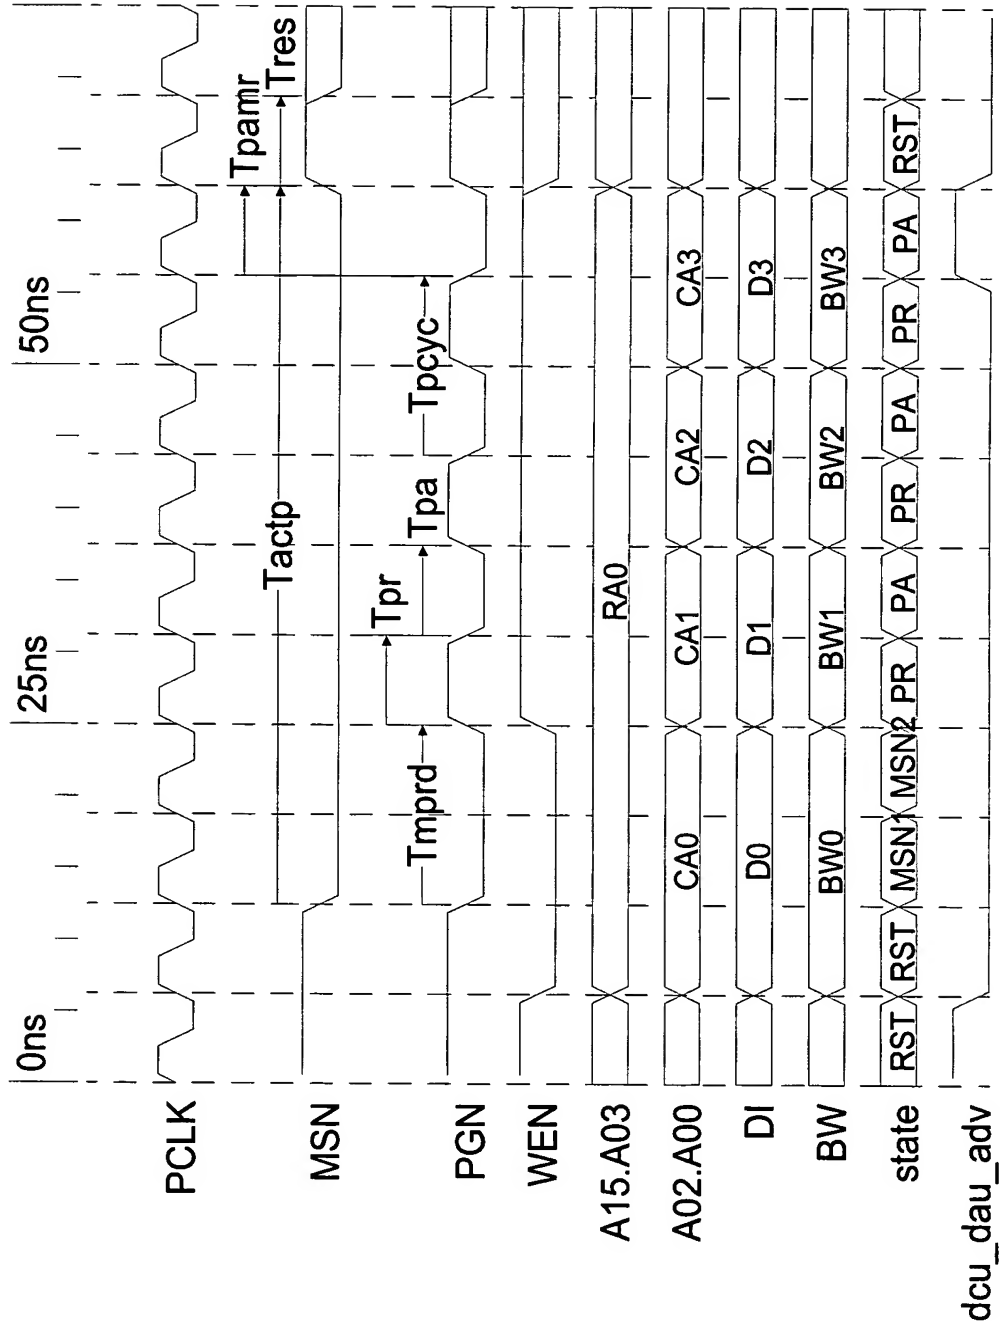 0ns 25ns 50ns
PCLK
Tpamr
MSN Tactp Tres
Tpr
PGN Tmprd Tpa Tpcyc
WEN
A15.A03 RA0
A02.A00 CA0 CA1 CA2 CA3
DI D0 D1 D2 D3
BW BW0 BW1 BW2 BW3
state RST RST MSN1 MSN2 PR PA PR PA PR PA RST
dcu_dau_adv